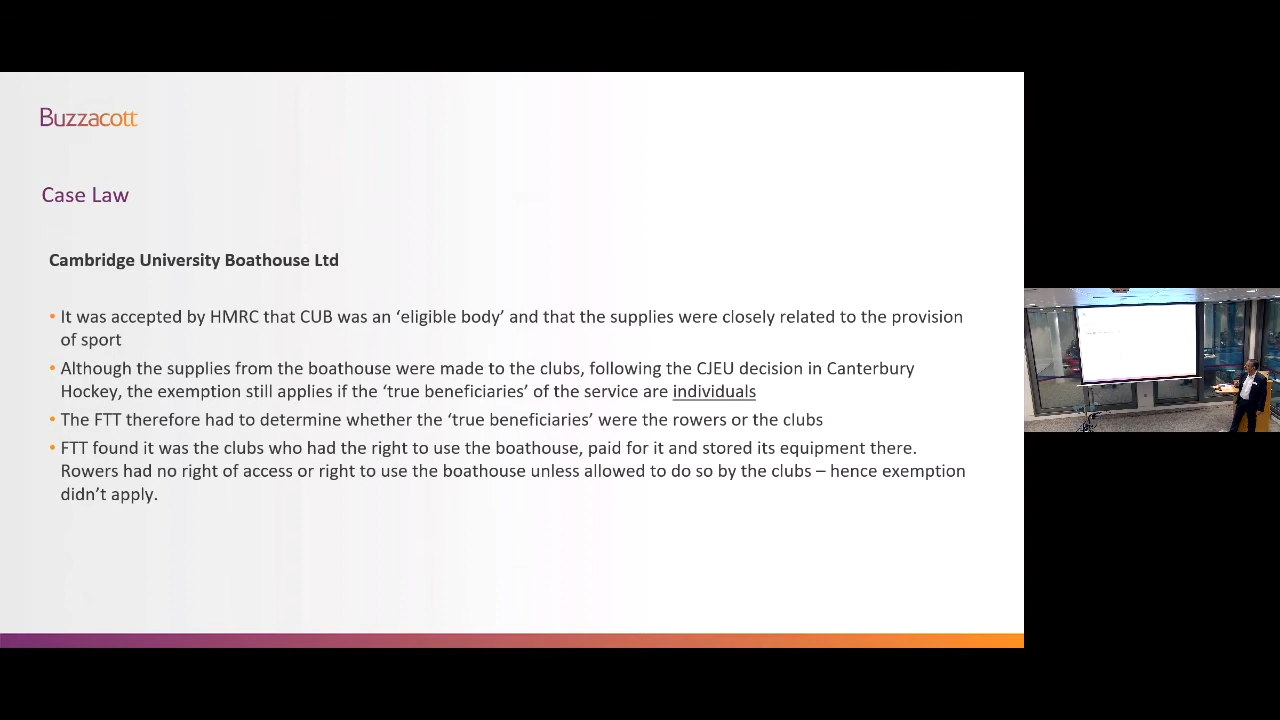 Buzzacott
Case Law
Cambridge University Boathouse Ltd
• It was accepted by HMRC that CUB was an ‘eligible body’ and that the supplies were closely related to the provision
of sport
• Although the supplies from the boathouse were made to the clubs, following the CJEU decision in Canterbury
Hockey, the exemption still applies if the ‘true beneficiaries’ of the service are individuals
• The FTT therefore had to determine whether the ‘true beneficiaries’ were the rowers or the clubs
• FTT found it was the clubs who had the right to use the boathouse, paid for it and stored its equipment there.
Rowers had no right of access or right to use the boathouse unless allowed to do so by the clubs – hence exemption
didn’t apply.